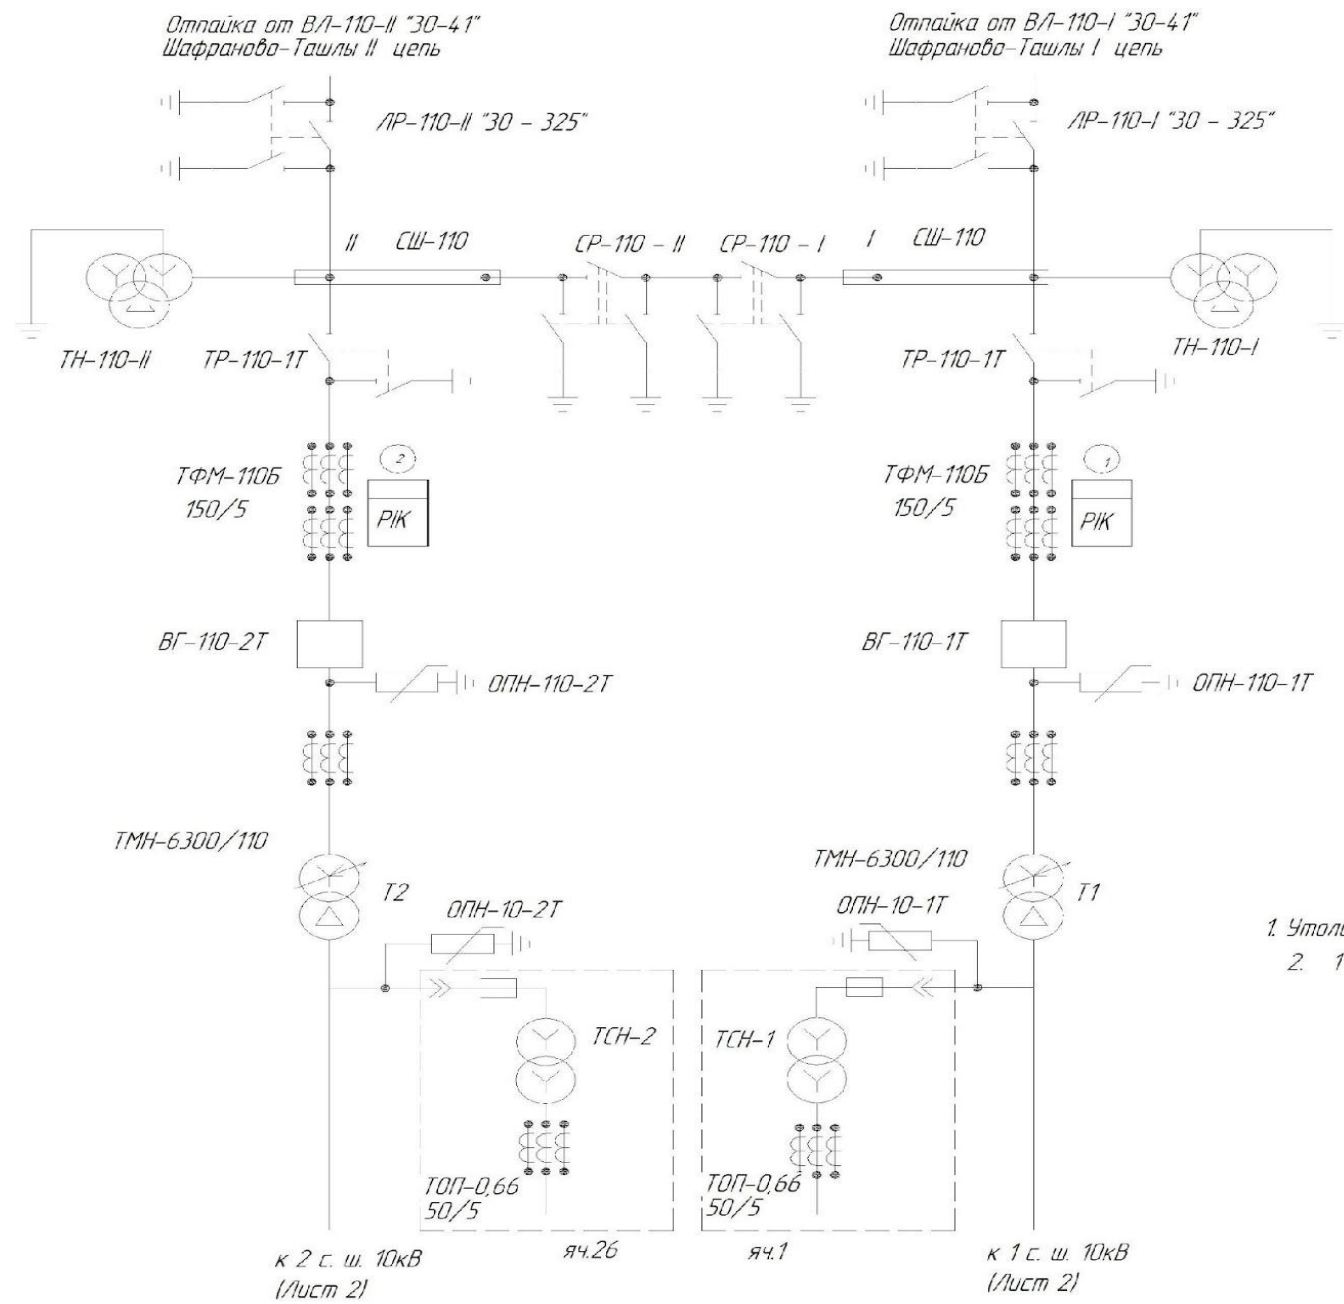 Отпайка от ВЛ-110-II "30-41"
Шафраново-Ташлы II цепь
Отпайка от ВЛ-110-I "30-41"
Шафраново-Ташлы I цепь
ЛР-110-II "30 - 325"
ЛР-110-I "30 - 325"
II СШ-110
СР-110 - II
СР-110 - I
I СШ-110
ТН-110-II
ТР-110-1Т
ТР-110-1Т
ТН-110-I
ТФМ-110Б
150/5
2
PIK
ТФМ-110Б
150/5
1
PIK
ВГ-110-2Т
ОПН-110-2Т
ВГ-110-1Т
ОПН-110-1Т
ТМН-6300/110
Т2
ТМН-6300/110
Т1
ОПН-10-2Т
ОПН-10-1Т
1.
2. 1
ТСН-2
ТСН-1
ТОП-0,66
50/5
ТОП-0,66
50/5
яч.26
яч.1
к 2 с. ш. 10кВ
(Лист 2)
к 1 с. ш. 10кВ
(Лист 2)